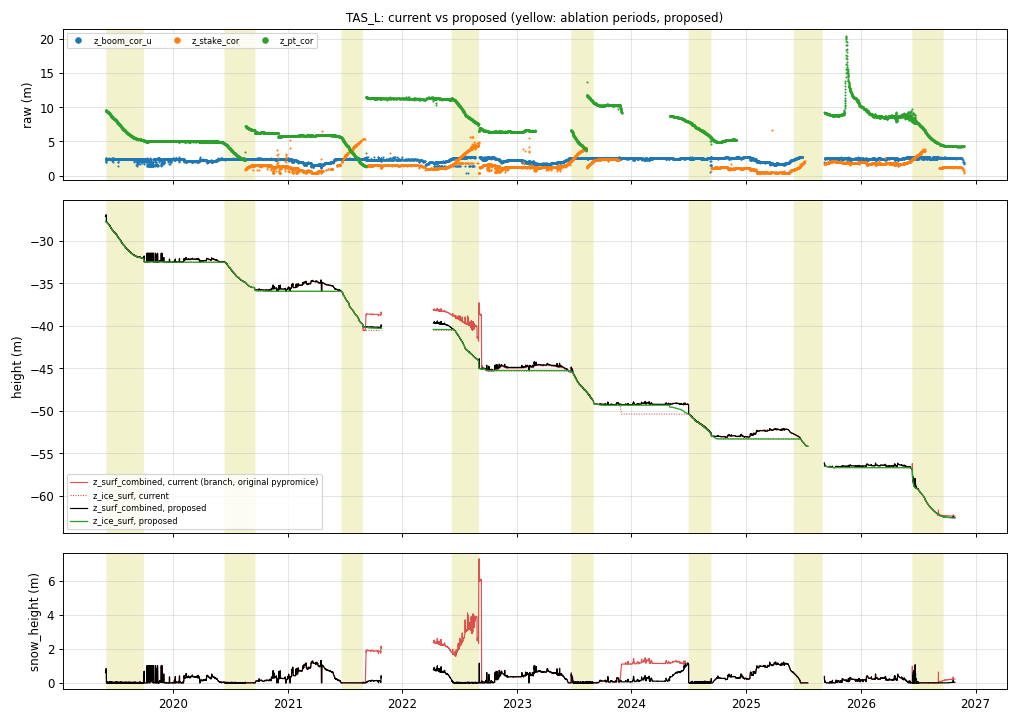 TAS_L: current vs proposed (yellow: ablation periods, proposed)
z_boom_cor_u z_stake_cor z_pt_cor
raw (m)
20
15
10
5
0
height (m)
−30
−35
−40
−45
−50
−55
−60
z_surf_combined, current (branch, original pypromice)
z_ice_surf, current
z_surf_combined, proposed
z_ice_surf, proposed
snow_height (m)
6
4
2
0
2020 2021 2022 2023 2024 2025 2026 2027